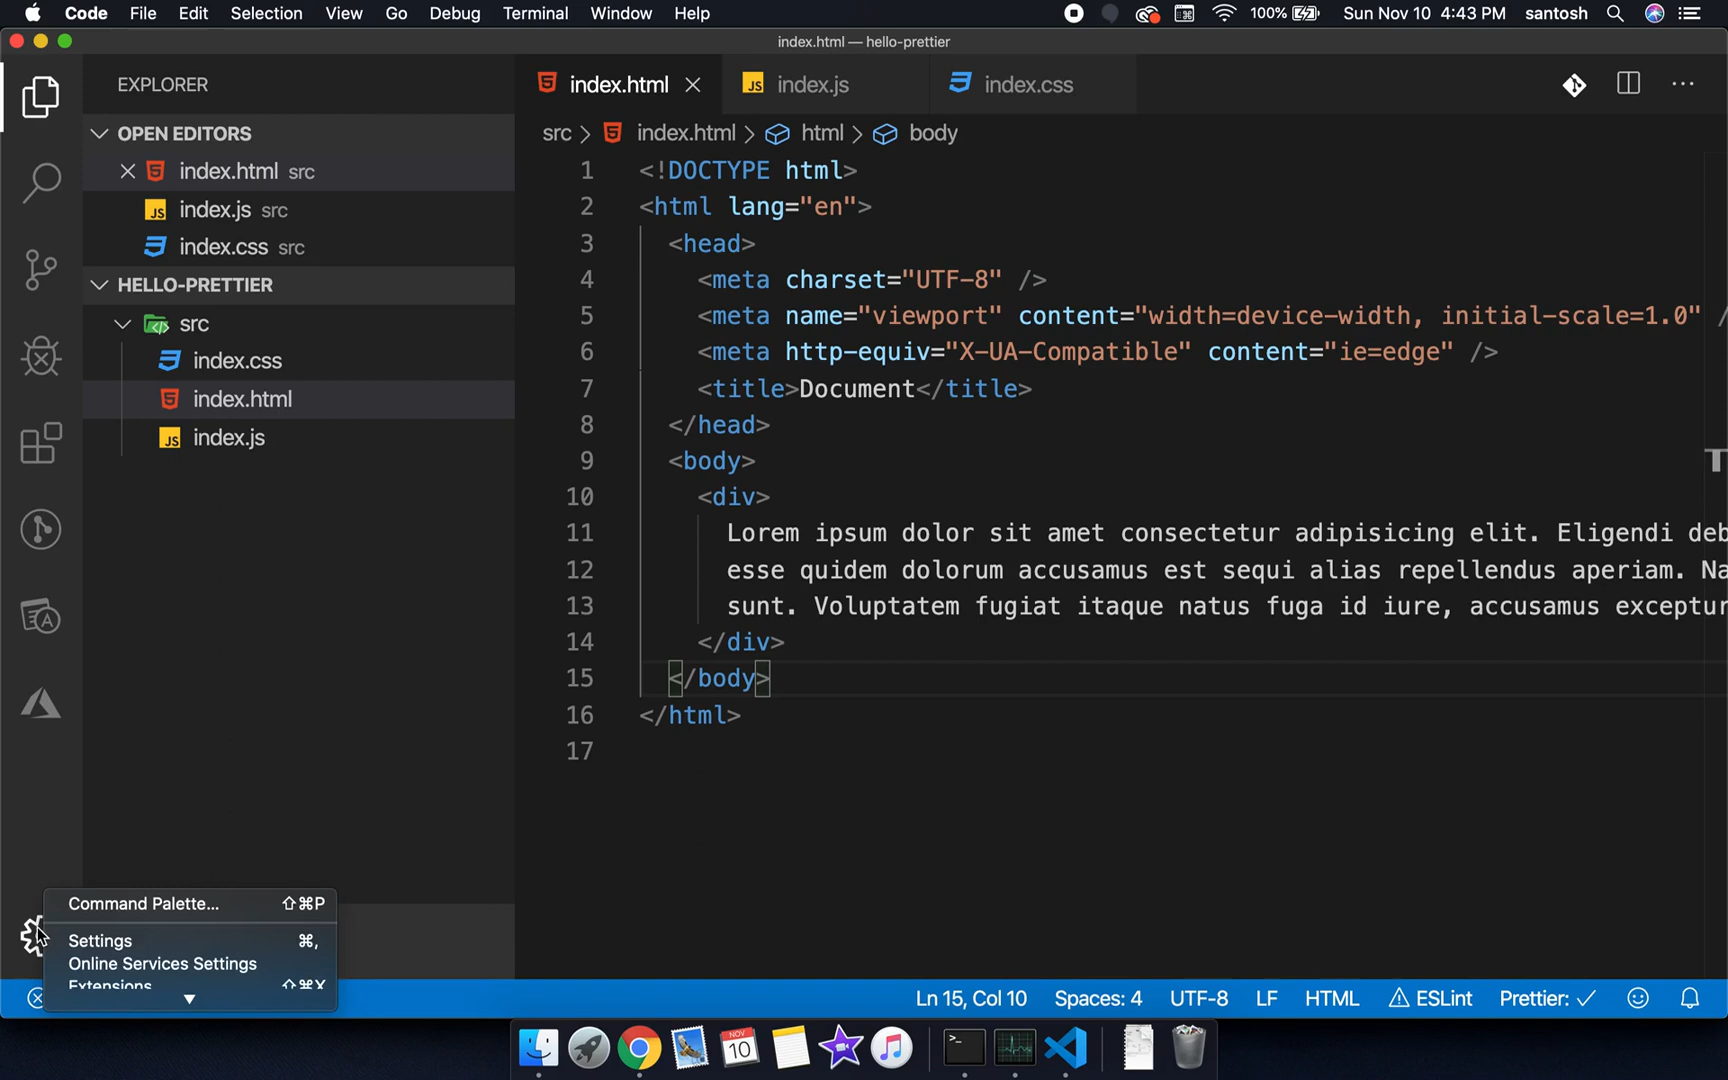 Code File Edit Selection View Go Debug Terminal Window Help 100% Sun Nov 10 4:43 PM santosh
index.html — hello-prettier
EXPLORER
OPEN EDITORS
index.html src
JS index.js src
index.css src
HELLO-PRETTIER
src
index.css
index.html
JS index.js
index.html
JS index.js
index.css
src > index.html > html > body
1 <!DOCTYPE html>
2 <html lang="en">
3 <head>
4 <meta charset="UTF-8" />
5 <meta name="viewport" content="width=device-width, initial-scale=1.0" /
6 <meta http-equiv="X-UA-Compatible" content="ie=edge" />
7 <title>Document</title>
8 </head>
9 <body>
10 <div>
11 Lorem ipsum dolor sit amet consectetur adipisicing elit. Eligendi deb
12 esse quidem dolorum accusamus est sequi alias repellendus aperiam. Na
13 sunt. Voluptatem fugiat itaque natus fuga id iure, accusamus exceptur
14 </div>
15 </body>
16 </html>
17
Command Palette... ⇧⌘P
Settings ⌘,
Online Services Settings
Extensions ⇧⌘X
Ln 15, Col 10 Spaces: 4 UTF-8 LF HTML ⚠ ESLint Prettier: ✓
NOV
10